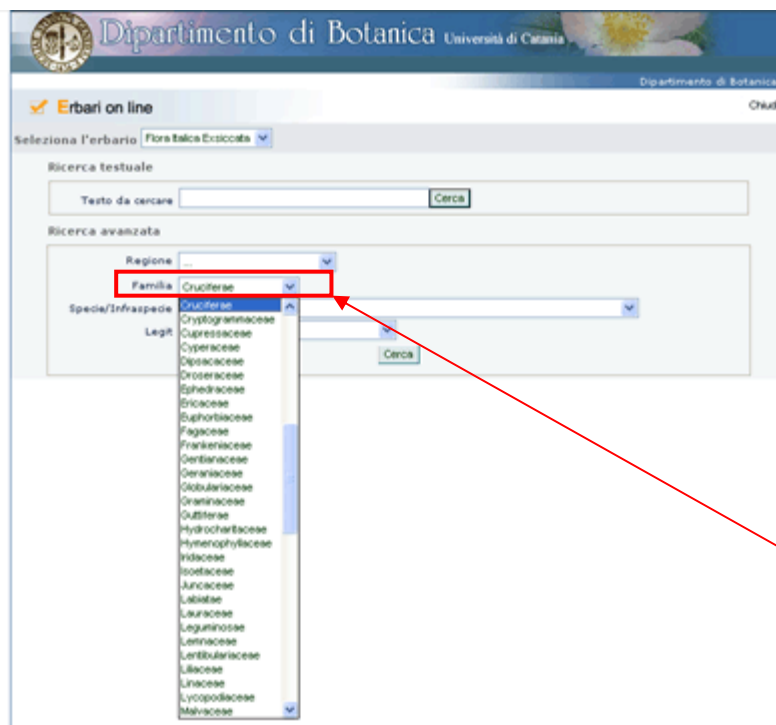 Dipartimento di Botanica Università di Catania
Dipartimento di Botanica
Erbari on line
Chiud
Seleziona l'erbario Flora Italica Exsiccata
Ricerca testuale
Testo da cercare Cerca
Ricerca avanzata
Regione ...
Familia Cruciferae
Specie/Infraspecie
Legit
Cerca
Cruciferae
Cryptogrammaceae
Cupressaceae
Cyperaceae
Dipsacaceae
Droseraceae
Ephedraceae
Ericaceae
Euphorbiaceae
Fagaceae
Frankeniaceae
Gentianaceae
Geraniaceae
Globulariaceae
Graminaceae
Guttiferae
Hydrocharitaceae
Hymenophyllaceae
Iridaceae
Isoetaceae
Juncaceae
Labiatae
Lauraceae
Leguminosae
Lemnaceae
Lentibulariaceae
Liliaceae
Linaceae
Lycopodiaceae
Malvaceae